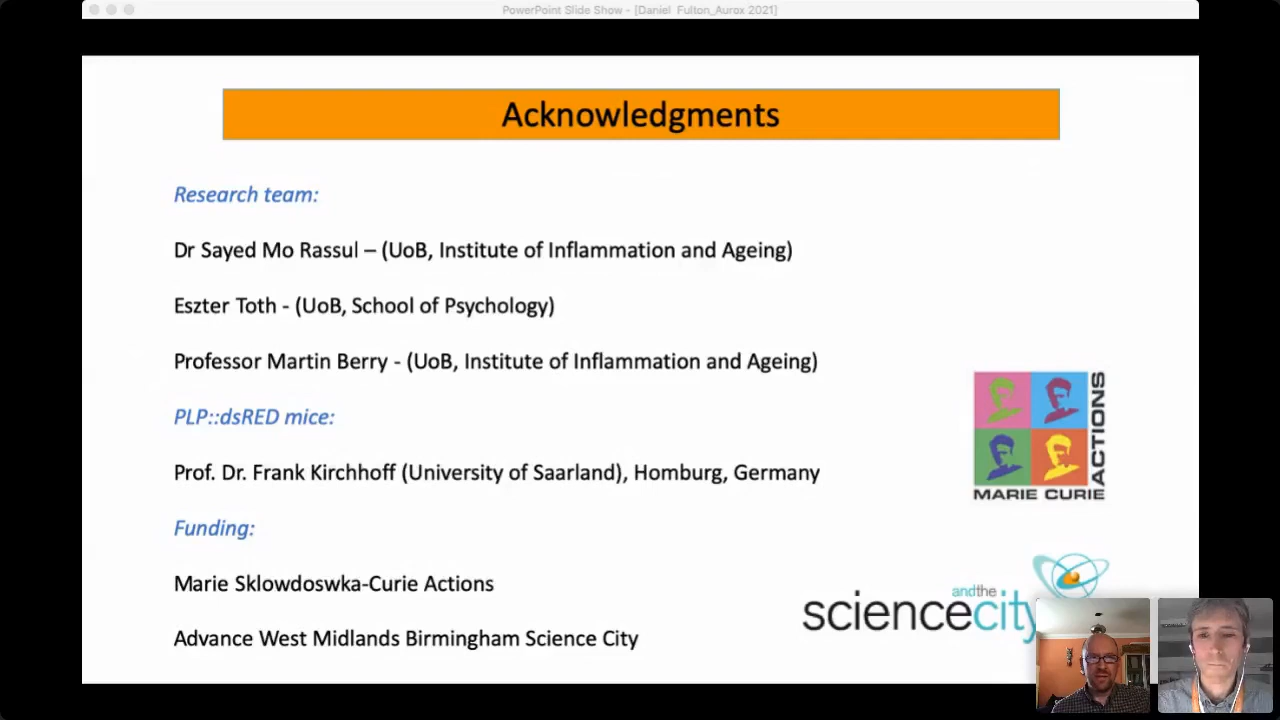 PowerPoint Slide Show - [Daniel Fulton_Aurox 2021]
Acknowledgments
Research team:
Dr Sayed Mo Rassul – (UoB, Institute of Inflammation and Ageing)
Eszter Toth - (UoB, School of Psychology)
Professor Martin Berry - (UoB, Institute of Inflammation and Ageing)
PLP::dsRED mice:
Prof. Dr. Frank Kirchhoff (University of Saarland), Homburg, Germany
MARIE CURIE
ACTIONS
Funding:
Marie Sklowdoswka-Curie Actions
andthe
sciencecity
Advance West Midlands Birmingham Science City